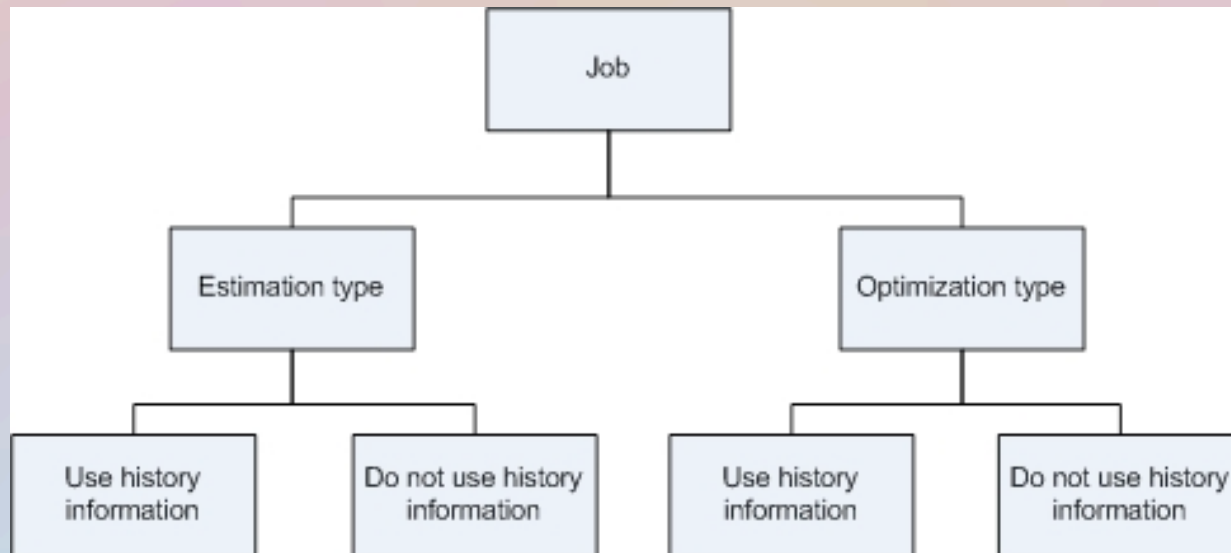 Job
Estimation type
Optimization type
Use history
information
Do not use history
information
Use history
information
Do not use history
information